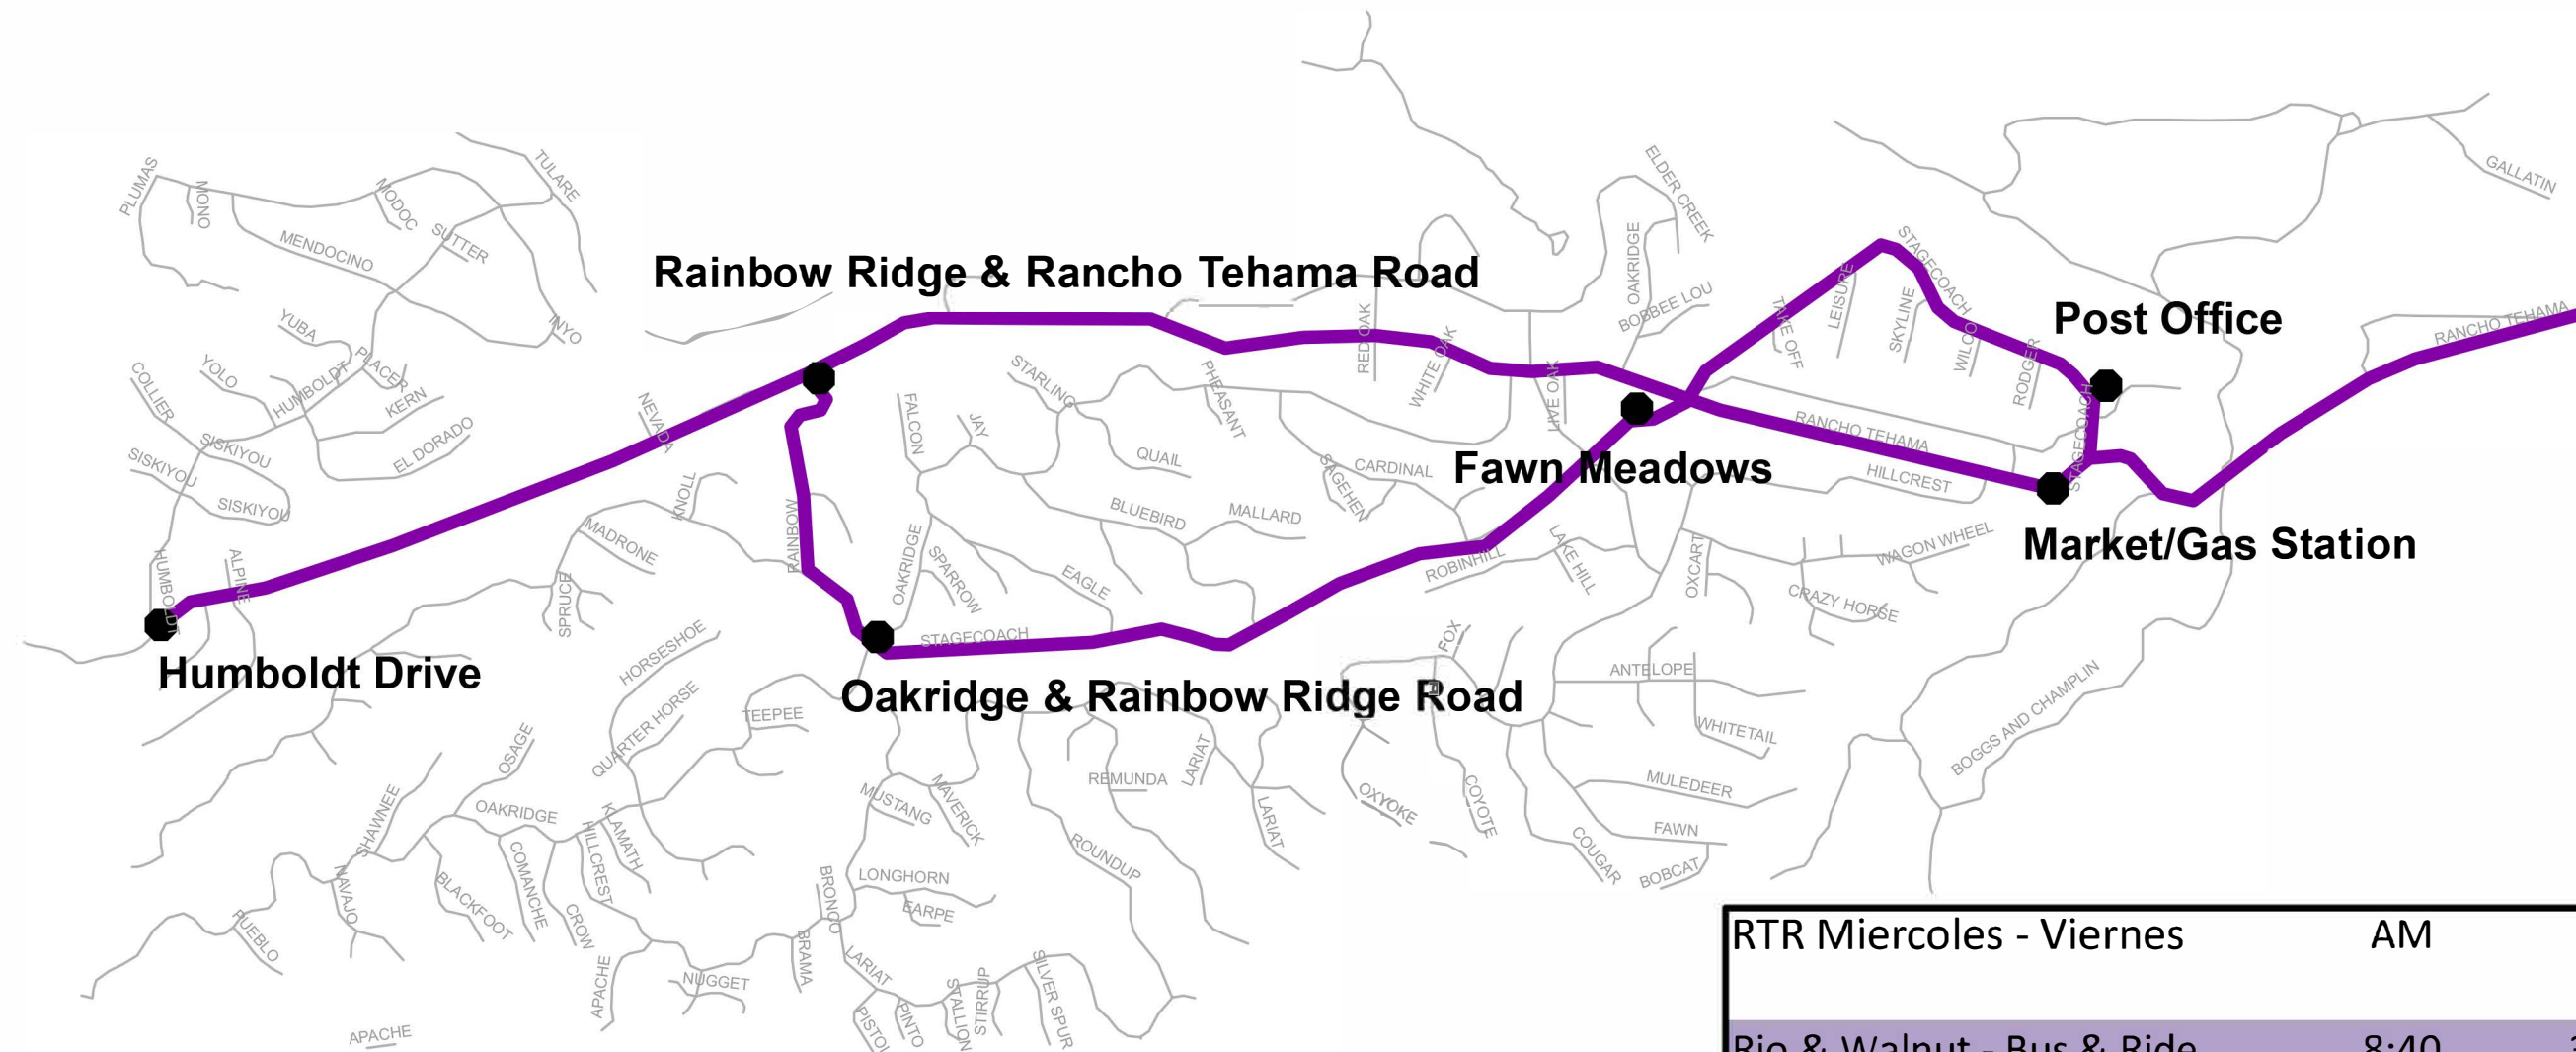 TULARE
PLUMAS
MONO
MODOC
SUTTER
MENDOCINO
INYO
YUBA
PLACER
YOLO
HUMBOLDT
KERN
COLLIER
EL DORADO
SISKIYOU
SISKIYOU
SISKIYOU
NEVADA
HUMBOLDT
ALPINE
Humboldt Drive
Rainbow Ridge & Rancho Tehama Road
ELDER CREEK
OAKRIDGE
BOBBEE LOU
RED OAK
WHITE OAK
LIVE OAK
TAKE OFF
LEISURE
STAGECOACH
SKYLINE
WILCO
RODGER
Post Office
GALLATIN
RANCHO TEHAMA
STAGECOACH
RANCHO TEHAMA
HILLCREST
Market/Gas Station
Fawn Meadows
STARLING
PHEASANT
FALCON
JAY
QUAIL
CARDINAL
SAGEHEN
BLUEBIRD
MALLARD
KNOLL
MADRONE
RAINBOW
OAKRIDGE
SPARROW
EAGLE
SPRUCE
STAGECOACH
ROBINHILL
LAKE HILL
OXCART
WAGON WHEEL
CRAZY HORSE
HORSESHOE
Oakridge & Rainbow Ridge Road
FOX
ANTELOPE
WHITETAIL
BOGGS AND CHAMPLIN
QUARTER HORSE
TEEPEE
OSAGE
SHAWNEE
OAKRIDGE
KLAMATH
HILLCREST
MUSTANG
MAVERICK
REMUNDA
LARIAT
LARIAT
OXYOKE
COYOTE
MULEDEER
FAWN
COUGAR
BOBCAT
ROUNDUP
NAVAJO
BLACKFOOT
COMANCHE
CROW
BRONCO
LONGHORN
EARPE
PUEBLO
APACHE
NUGGET
BRAMA
LARIAT
PINTO
STALLION
STIRRUP
SILVER SPUR
APACHE
RTR Miercoles - Viernes AM
Rio & Walnut - Bus & Ride 8:40